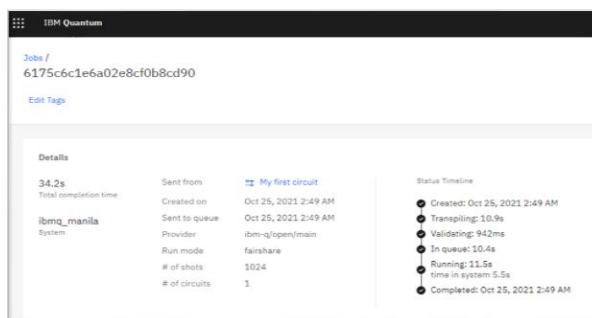 IBM Quantum
Jobs /
6175c6c1e6a02e8cf0b8cd90
Edit Tags
Details
34.2s
Total completion time
ibmq_manila
System
Sent from My first circuit
Created on Oct 25, 2021 2:49 AM
Sent to queue Oct 25, 2021 2:49 AM
Provider ibm-q/open/main
Run mode fairshare
# of shots 1024
# of circuits 1
Status Timeline
Created: Oct 25, 2021 2:49 AM
Transpiling: 10.9s
Validating: 942ms
In queue: 10.4s
Running: 11.5s
time in system 5.5s
Completed: Oct 25, 2021 2:49 AM